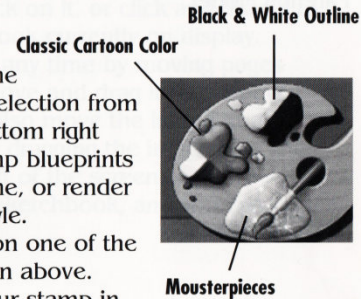 Black & White Outline
Classic Cartoon Color
ne
election from
ttom right
mp blueprints
ne, or render
yle.
on one of the
n above.
ur stamp in
Mousterpieces